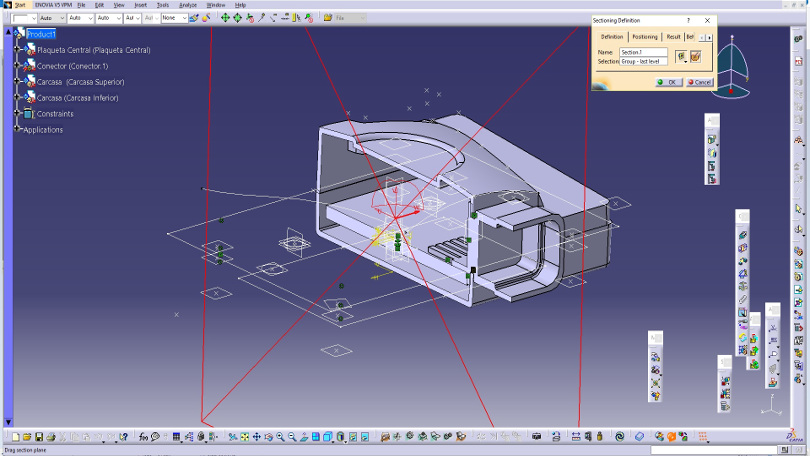 Start ENOVIA V5 VPM File Edit View Insert Tools Analyze Window Help
Auto Auto Aut Aut None File
Product1
Plaqueta Central (Plaqueta Central)
Conector (Conector.1)
Carcasa (Carcasa Superior)
Carcasa (Carcasa Inferior)
Constraints
Applications
Sectioning Definition
Definition Positioning Result Bef
Name: Section.1
Selection: Group - last level
OK Cancel
Drag section plane